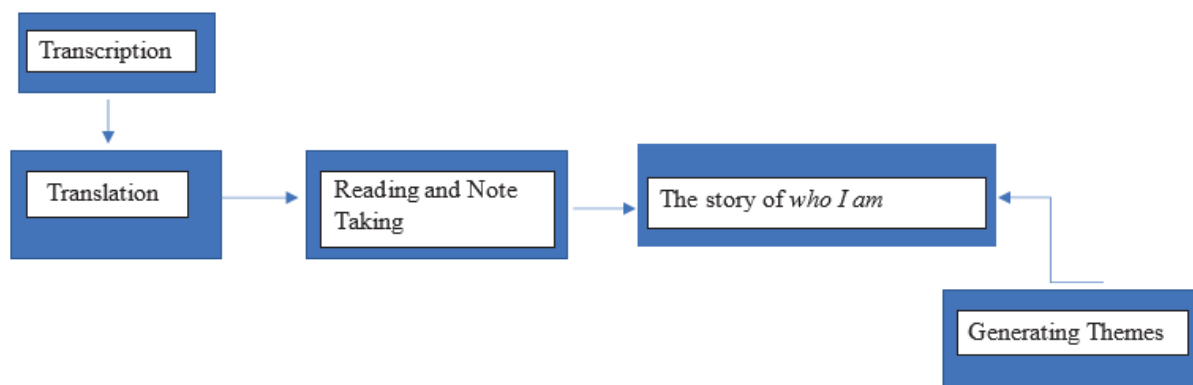 Transcription
Translation
Reading and Note
Taking
The story of who I am
Generating Themes